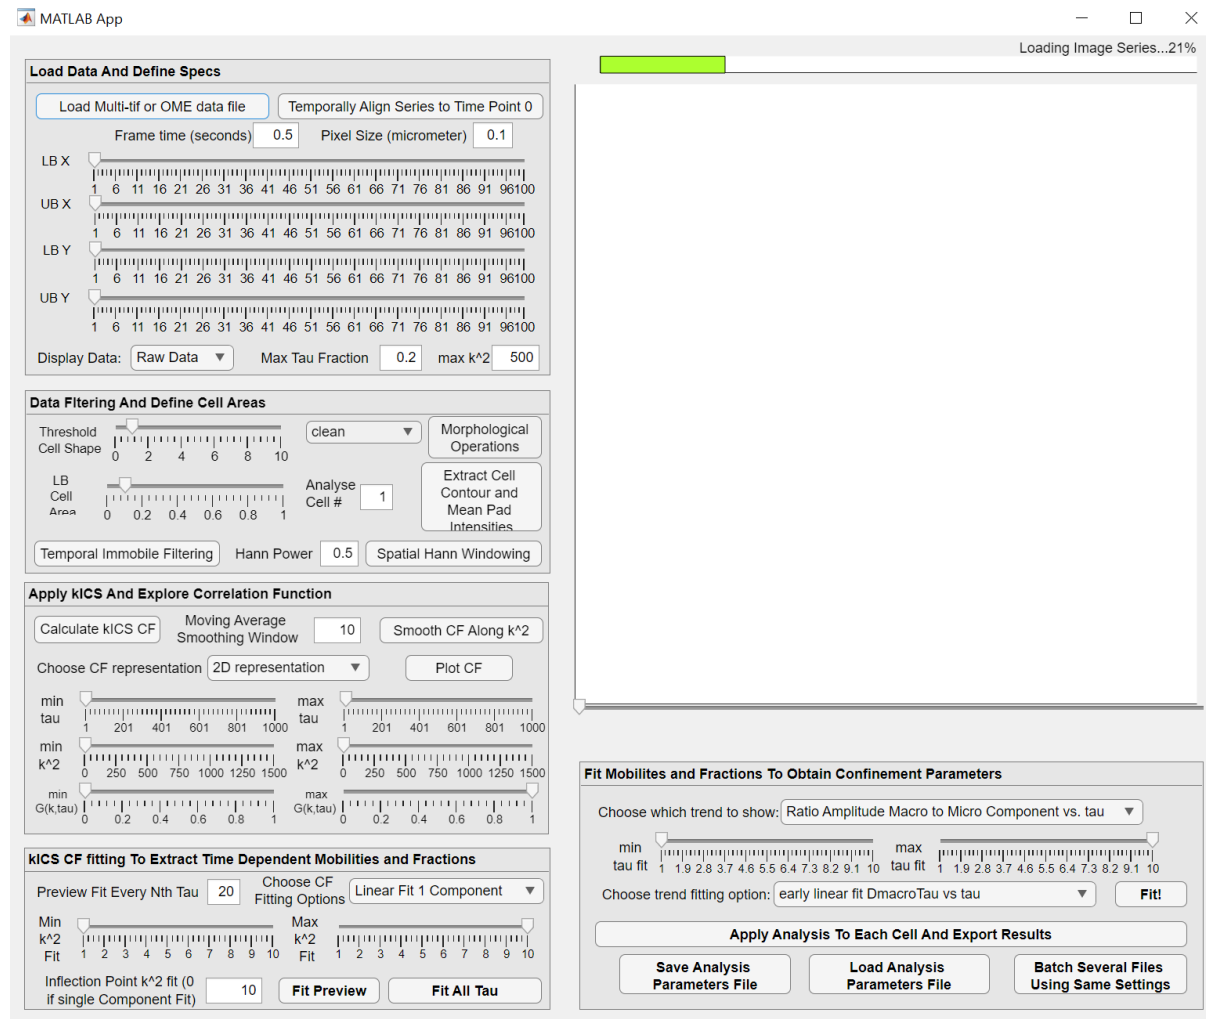 MATLAB App
Loading Image Series...21%
Load Data And Define Specs
Load Multi-tif or OME data file
Temporally Align Series to Time Point 0
Frame time (seconds) 0.5 Pixel Size (micrometer) 0.1
LB X
1 6 11 16 21 26 31 36 41 46 51 56 61 66 71 76 81 86 91 96100
UB X
1 6 11 16 21 26 31 36 41 46 51 56 61 66 71 76 81 86 91 96100
LB Y
1 6 11 16 21 26 31 36 41 46 51 56 61 66 71 76 81 86 91 96100
UB Y
1 6 11 16 21 26 31 36 41 46 51 56 61 66 71 76 81 86 91 96100
Display Data: Raw Data Max Tau Fraction 0.2 max k^2 500
Data FItering And Define Cell Areas
Threshold
Cell Shape
0 2 4 6 8 10
clean
Morphological
Operations
LB
Cell
Area
0 0.2 0.4 0.6 0.8 1
Analyse
Cell #
1
Extract Cell
Contour and
Mean Pad
Intensities
Temporal Immobile Filtering Hann Power 0.5 Spatial Hann Windowing
Apply kICS And Explore Correlation Function
Calculate kICS CF
Moving Average
Smoothing Window
10
Smooth CF Along k^2
Choose CF representation 2D representation Plot CF
min
tau
1 201 401 601 801 1000
max
tau
1 201 401 601 801 1000
min
k^2
0 250 500 750 1000 1250 1500
max
k^2
0 250 500 750 1000 1250 1500
min
G(k,tau)
0 0.2 0.4 0.6 0.8 1
max
G(k,tau)
0 0.2 0.4 0.6 0.8 1
kICS CF fitting To Extract Time Dependent Mobilities and Fractions
Preview Fit Every Nth Tau 20
Choose CF
Fitting Options
Linear Fit 1 Component
Min
k^2
Fit
1 2 3 4 5 6 7 8 9 10
Max
k^2
Fit
1 2 3 4 5 6 7 8 9 10
Inflection Point k^2 fit (0
if single Component Fit)
10
Fit Preview
Fit All Tau
Fit Mobilites and Fractions To Obtain Confinement Parameters
Choose which trend to show: Ratio Amplitude Macro to Micro Component vs. tau
min
tau fit
1 1.9 2.8 3.7 4.6 5.5 6.4 7.3 8.2 9.1 10
max
tau fit
1 1.9 2.8 3.7 4.6 5.5 6.4 7.3 8.2 9.1 10
Choose trend fitting option: early linear fit DmacroTau vs tau Fit!
Apply Analysis To Each Cell And Export Results
Save Analysis
Parameters File
Load Analysis
Parameters File
Batch Several Files
Using Same Settings